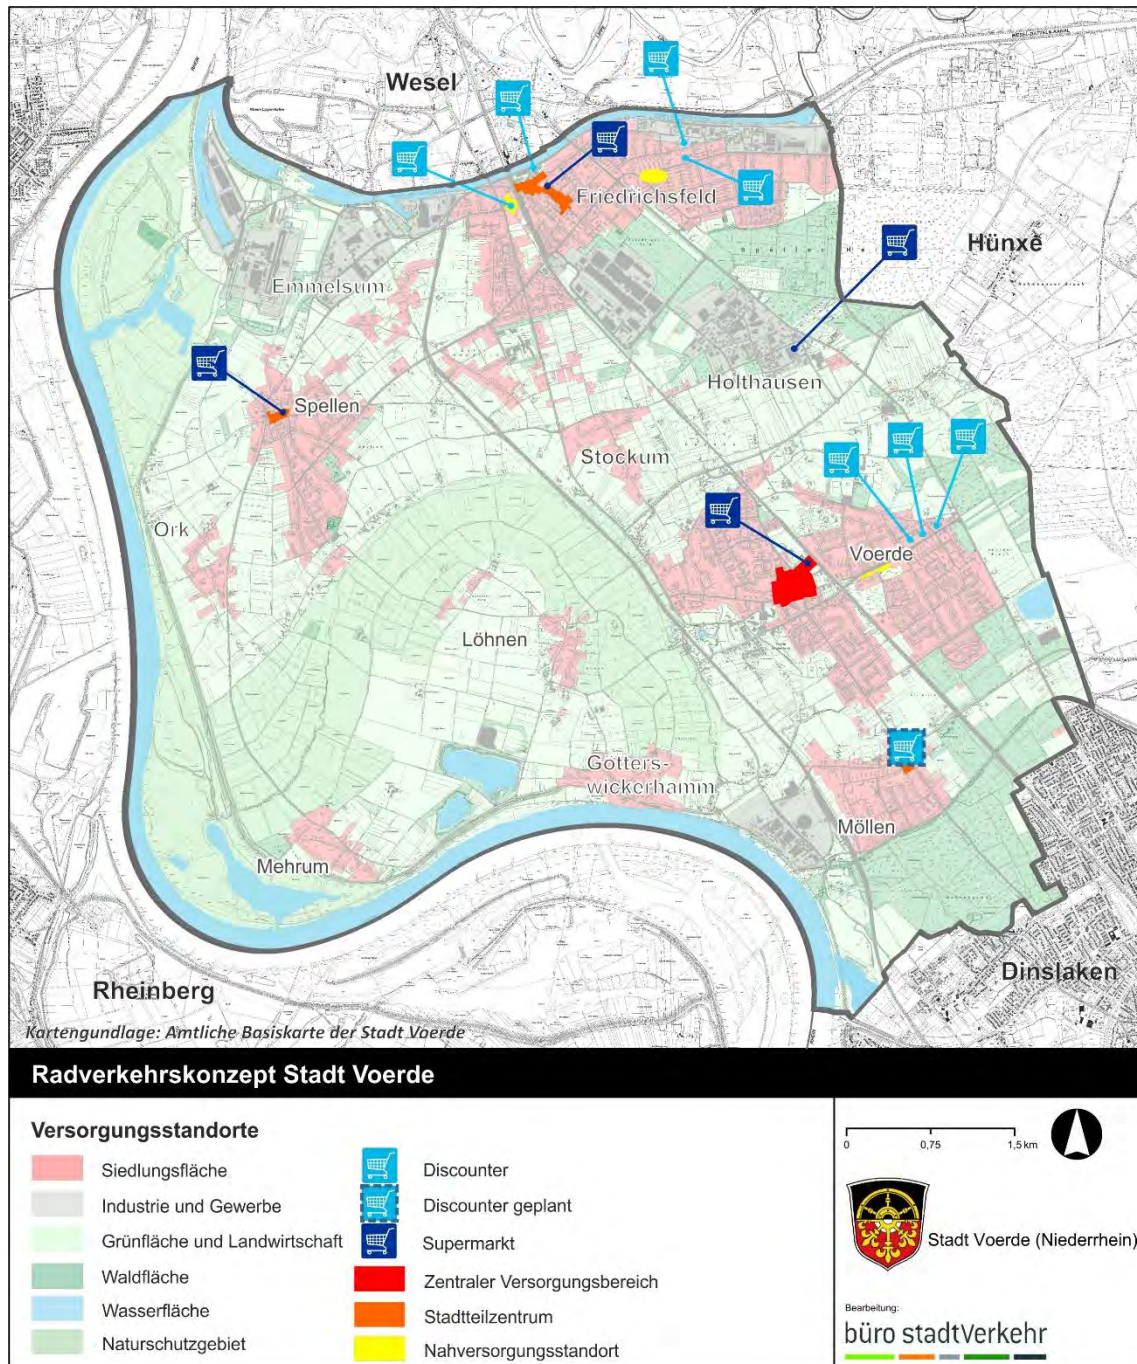 Wesel
Friedrichsfeld
Hünxe
Emmelsum
Holthausen
Spellen
Stockum
Ork
Voerde
Löhnen
Götters-
wickerhamm
Möllen
Mehrum
Rheinberg
Dinslaken
Kartengundlage: Amtliche Basiskarte der Stadt Voerde
Radverkehrskonzept Stadt Voerde
Versorgungsstandorte
Siedlungsfläche
Industrie und Gewerbe
Grünfläche und Landwirtschaft
Waldfläche
Wasserfläche
Naturschutzgebiet
Discounter
Discounter geplant
Supermarkt
Zentraler Versorgungsbereich
Stadtteilzentrum
Nahversorgungsstandort
0 0,75 1,5 km
Stadt Voerde (Niederrhein)
Bearbeitung:
büro stadtVerkehr